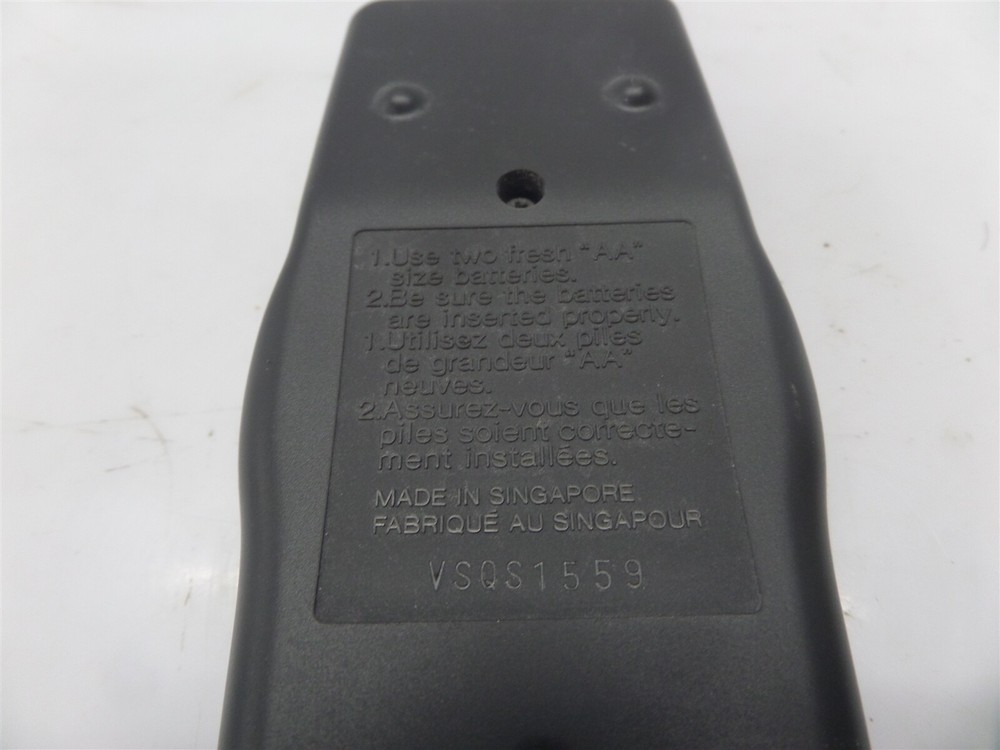 1.Use two fresh "AA"
size batteries.
2.Be sure the batteries
are inserted properly.
1.Utilisez deux piles
de grandeur "AA"
neuves.
2.Assurez-vous que les
piles soient correcte-
ment installées.
MADE IN SINGAPORE
FABRIQUÉ AU SINGAPOUR
VSQS1559